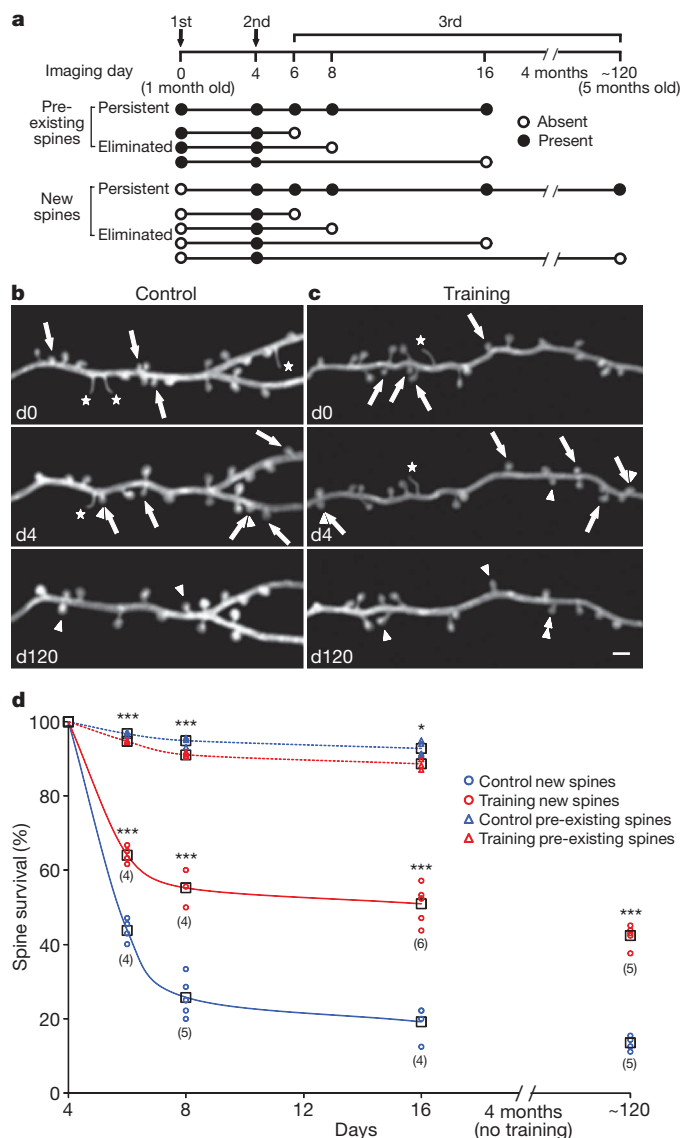 a
1st 2nd 3rd
Imaging day 0 4 6 8 16 4 months ~120
(1 month old) (5 months old)
Pre-existing spines
Persistent
Eliminated
Absent
Present
New spines
Persistent
Eliminated
b Control
c Training
d0
d0
d4
d4
d120
d120
d
Spine survival (%)
100
80
60
40
20
0
*** *** *
*** *** *** ***
(4) (4) (6) (5)
(4) (5) (4) (5)
Control new spines
Training new spines
Control pre-existing spines
Training pre-existing spines
4 8 12 16 4 months ~120
Days (no training)